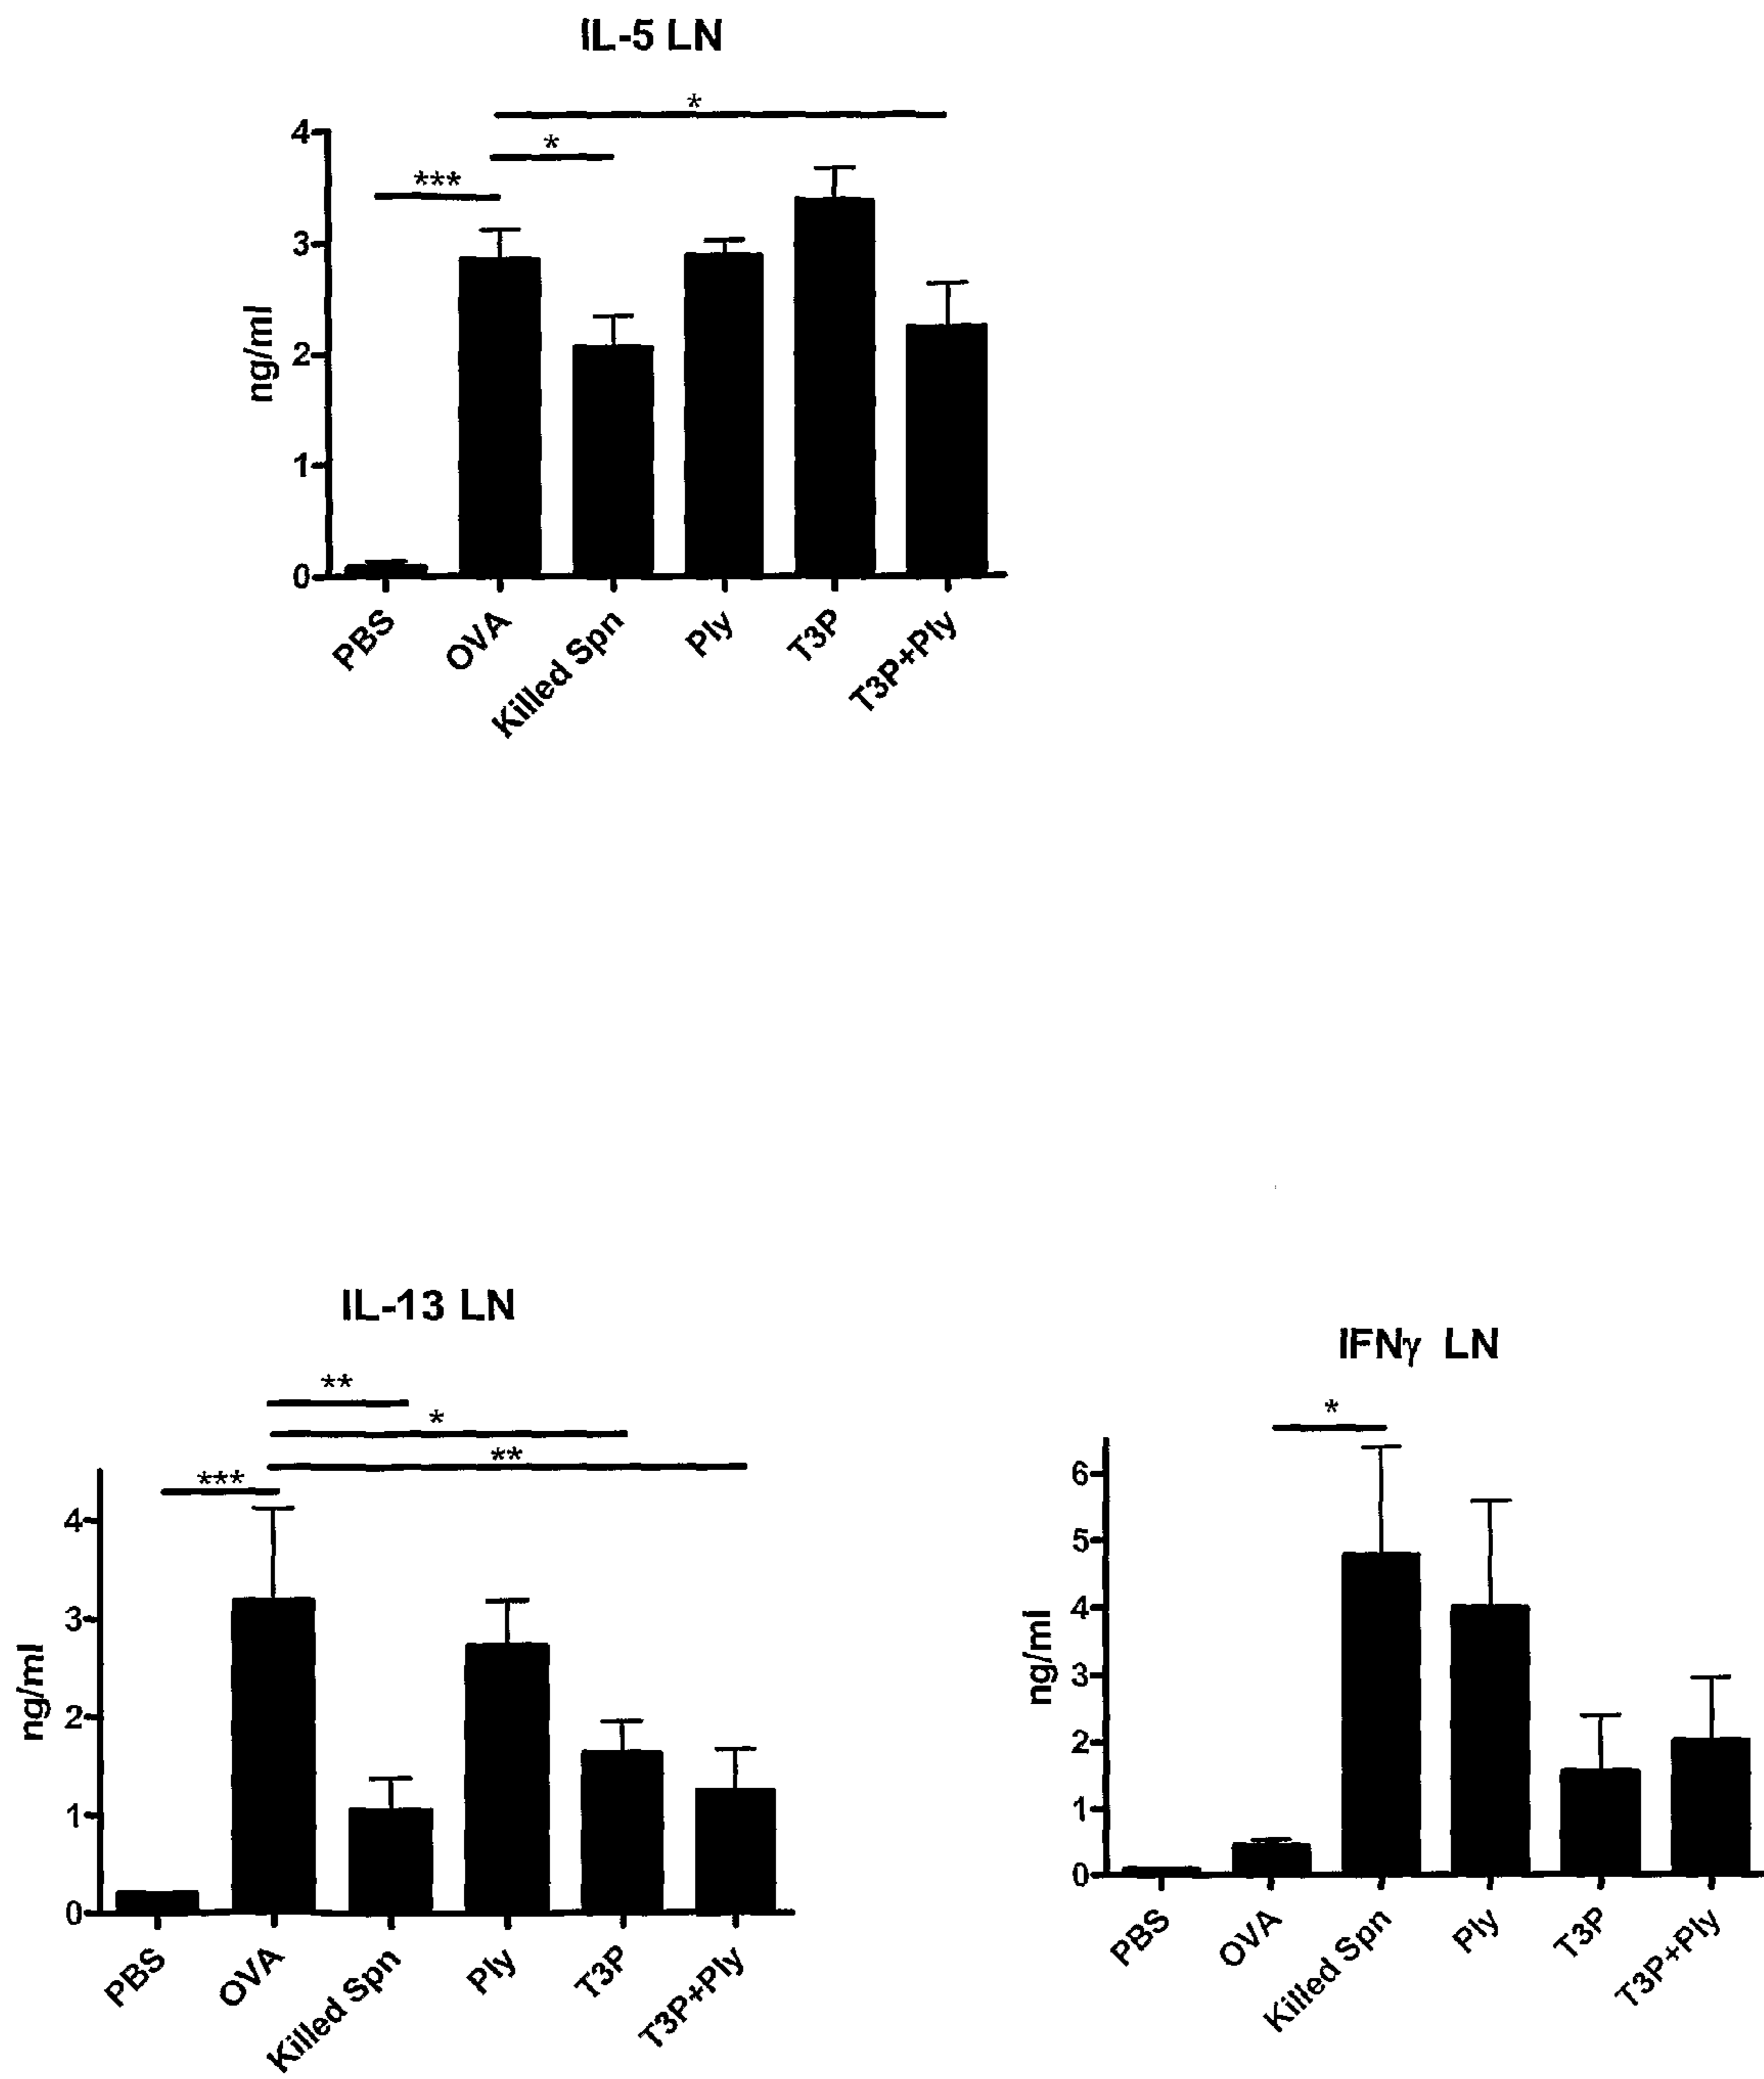 IL-5 LN
*
*
***
4
3
2
1
0
ng/ml
PBS
OVA
Killed Spn
Ply
T3P
T3P+Ply
IL-13 LN
**
*
**
***
4
3
2
1
0
ng/ml
PBS
OVA
Killed Spn
Ply
T3P
T3P+Ply
IFNγ LN
*
6
5
4
3
2
1
0
ng/ml
PBS
OVA
Killed Spn
Ply
T3P
T3P+Ply